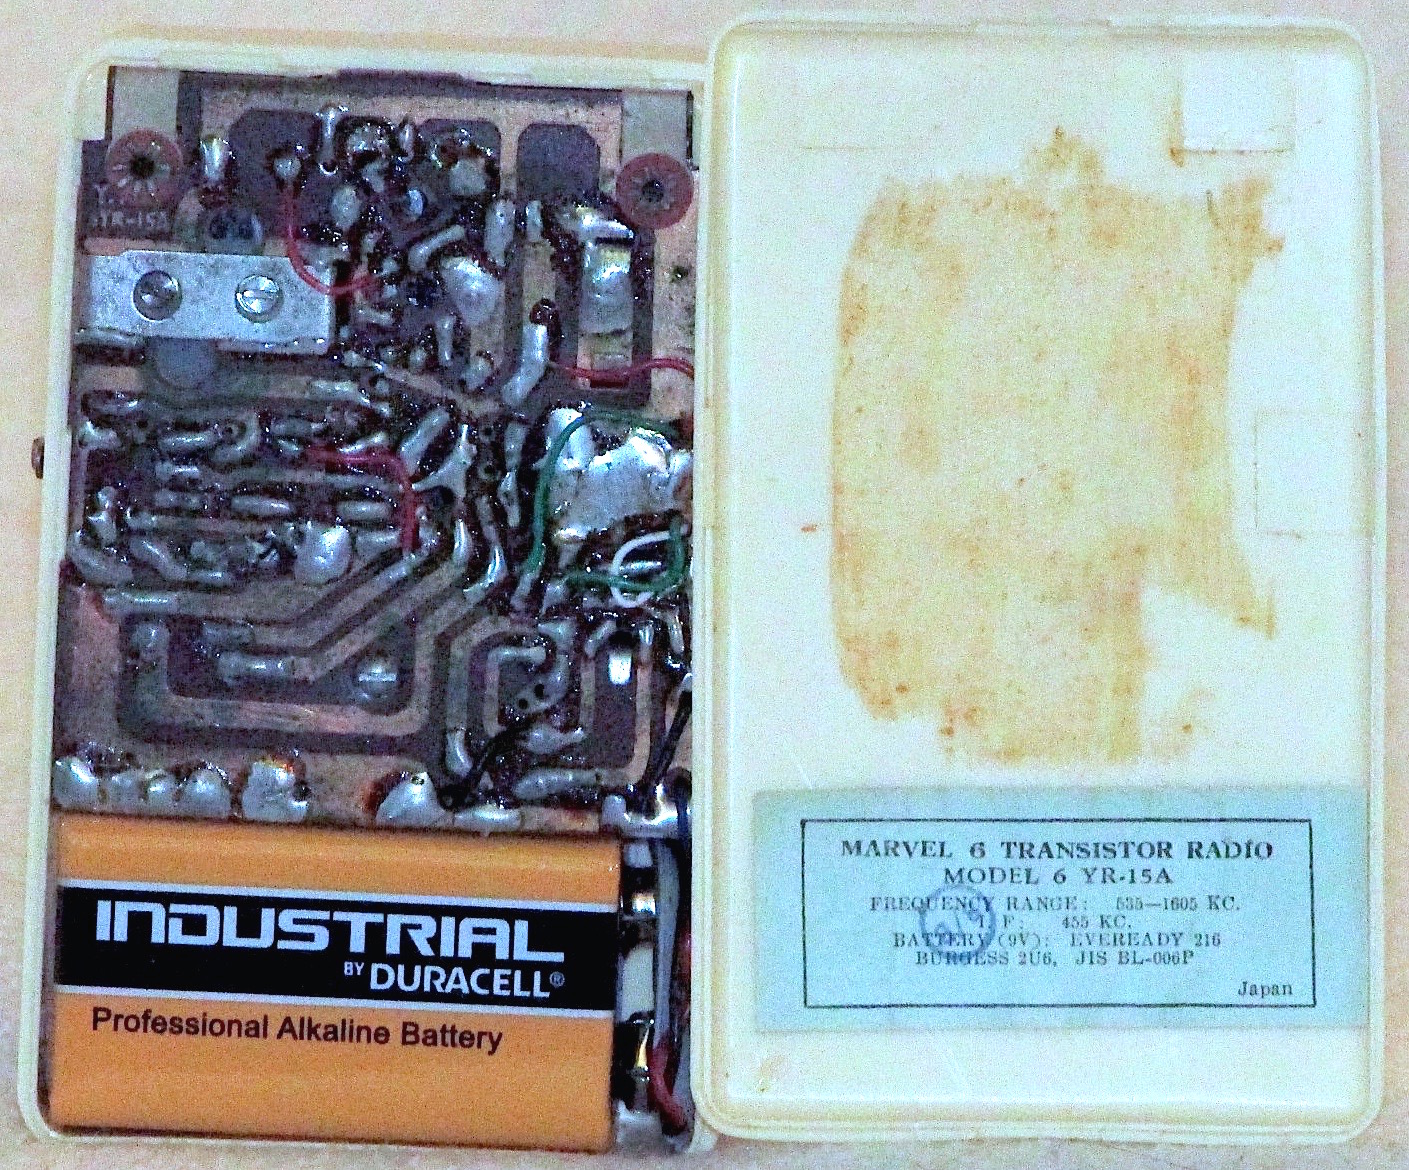 YR-15A
INDUSTRIAL
BY DURACELL®
Professional Alkaline Battery
MARVEL 6 TRANSISTOR RADIO
MODEL 6 YR-15A
FREQUENCY RANGE: 535—1605 KC.
I. F: 455 KC.
BATTERY (9V): EVEREADY 216
BURGESS 2U6, JIS BL-006P
Japan